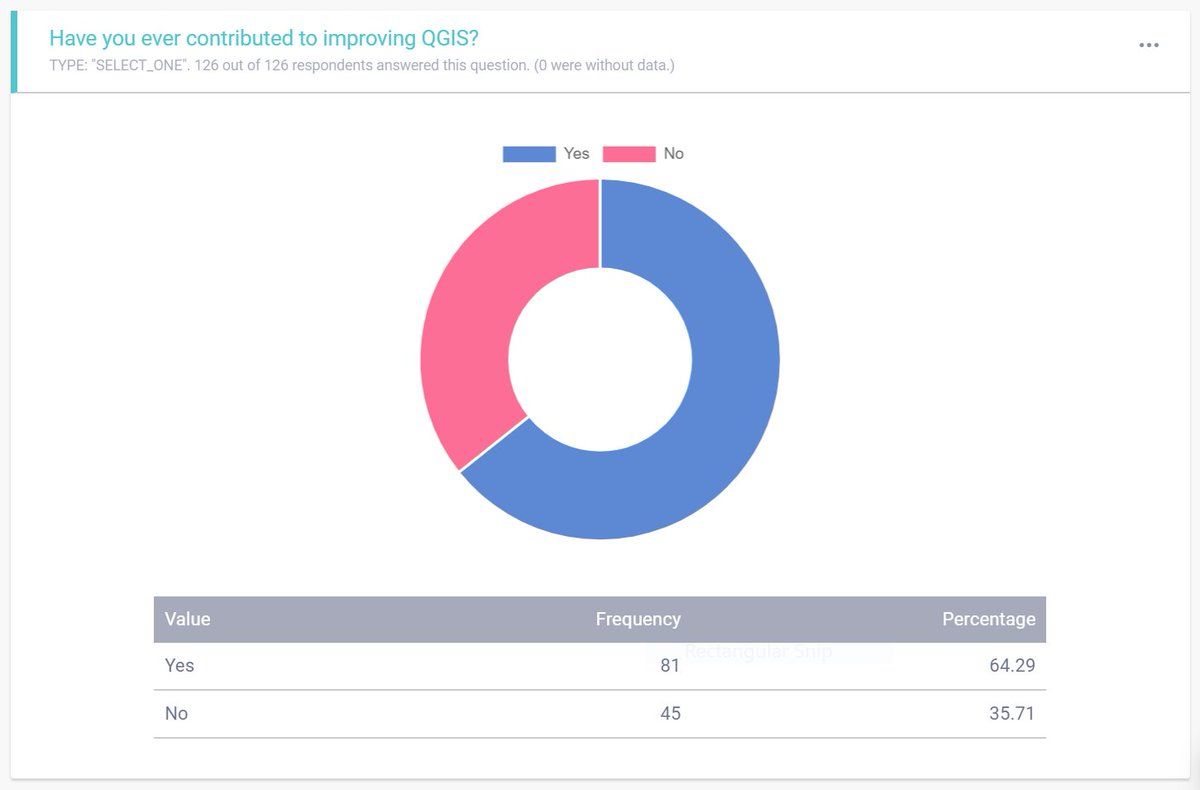 Have you ever contributed to improving QGIS?
TYPE: "SELECT_ONE". 126 out of 126 respondents answered this question. (0 were without data.)
Yes No
Value Frequency Percentage
Rectangular Snip
Yes 81 64.29
No 45 35.71